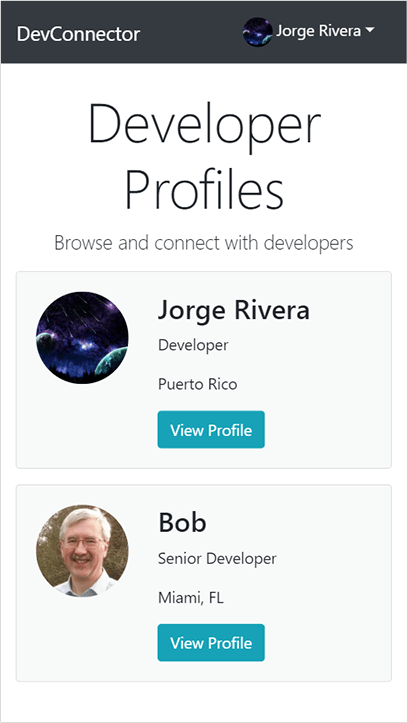 DevConnector
Jorge Rivera
Developer
Profiles
Browse and connect with developers
Jorge Rivera
Developer
Puerto Rico
View Profile
Bob
Senior Developer
Miami, FL
View Profile